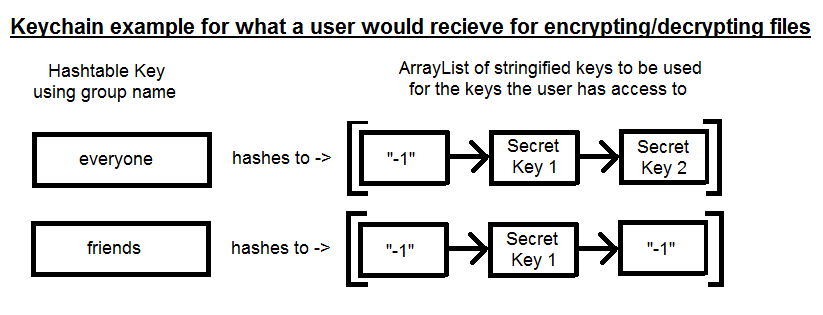 Keychain example for what a user would recieve for encrypting/decrypting files
Hashtable Key
using group name
ArrayList of stringified keys to be used
for the keys the user has access to
everyone
hashes to ->
"-1"
Secret
Key 1
Secret
Key 2
friends
hashes to ->
"-1"
Secret
Key 1
"-1"